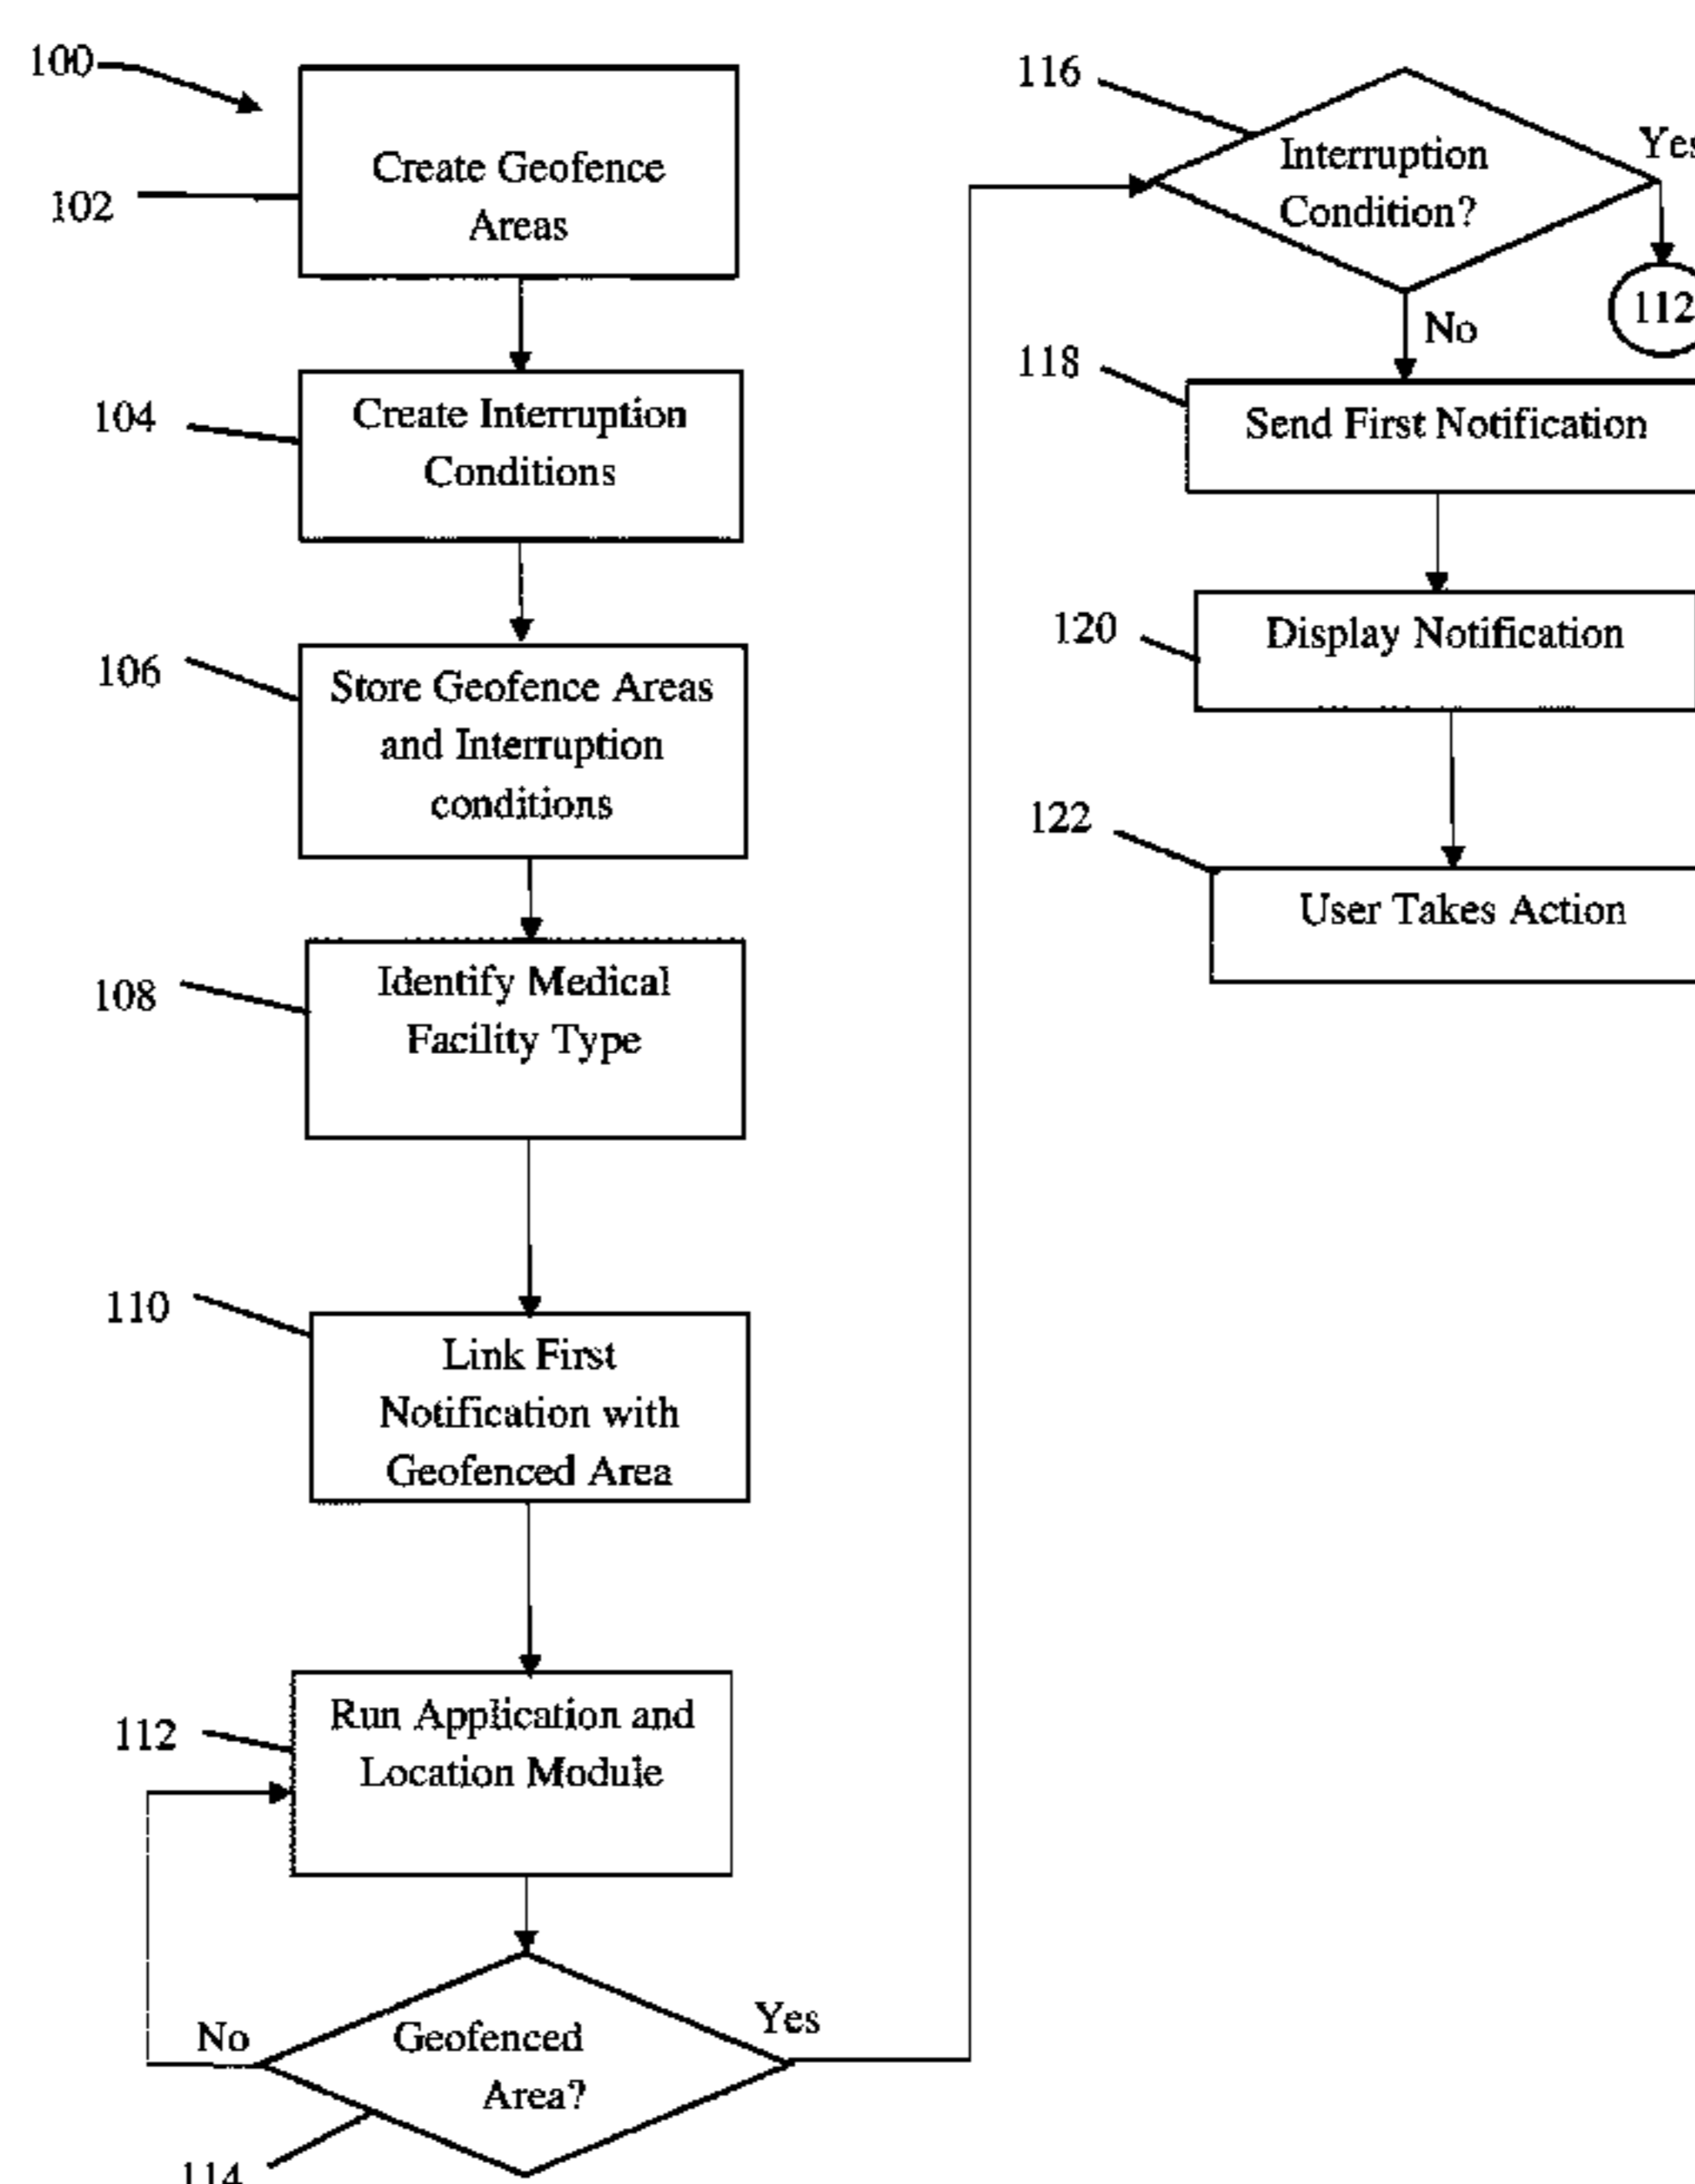 100
102
Create Geofence
Areas
104
Create Interruption
Conditions
106
Store Geofence Areas
and Interruption
conditions
108
Identify Medical
Facility Type
110
Link First
Notification with
Geofenced Area
112
Run Application and
Location Module
No
Geofenced
Area?
Yes
114
116
Interruption
Condition?
Yes
112
No
118
Send First Notification
120
Display Notification
122
User Takes Action